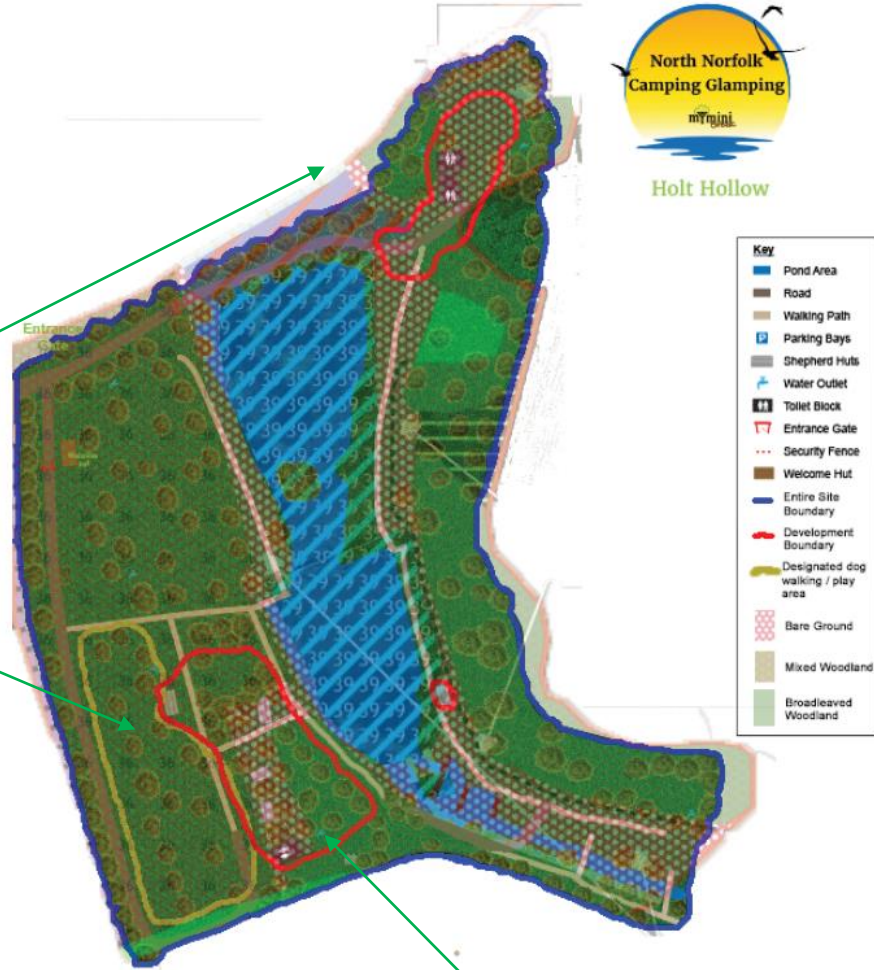 North Norfolk
Camping Glamping
mymini
Holt Hollow
Entrance
Gate
Key
Pond Area
Road
Walking Path
P
Parking Bays
Shepherd Huts
Water Outlet
Toilet Block
Entrance Gate
Security Fence
Welcome Hut
Entire Site
Boundary
Development
Boundary
Designated dog
walking / play
area
Bare Ground
Mixed Woodland
Broadleaved
Woodland